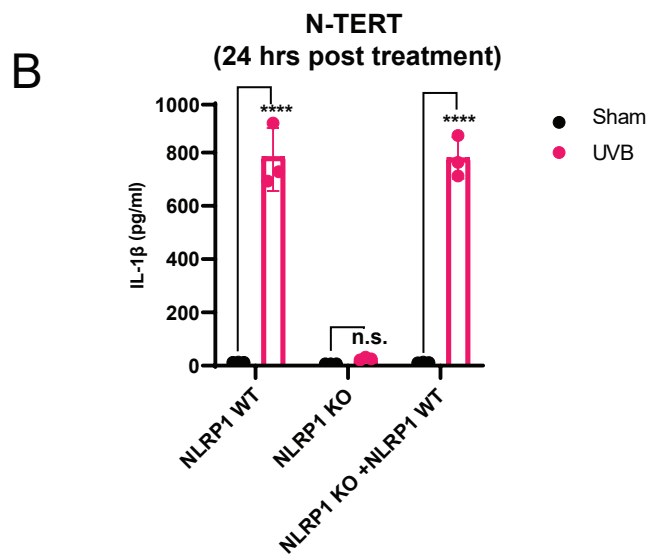 N-TERT
(24 hrs post treatment)
B
1000
800
600
400
200
0
IL-1β (pg/ml)
****
n.s.
****
Sham
UVB
NLRP1 WT
NLRP1 KO
NLRP1 KO +NLRP1 WT